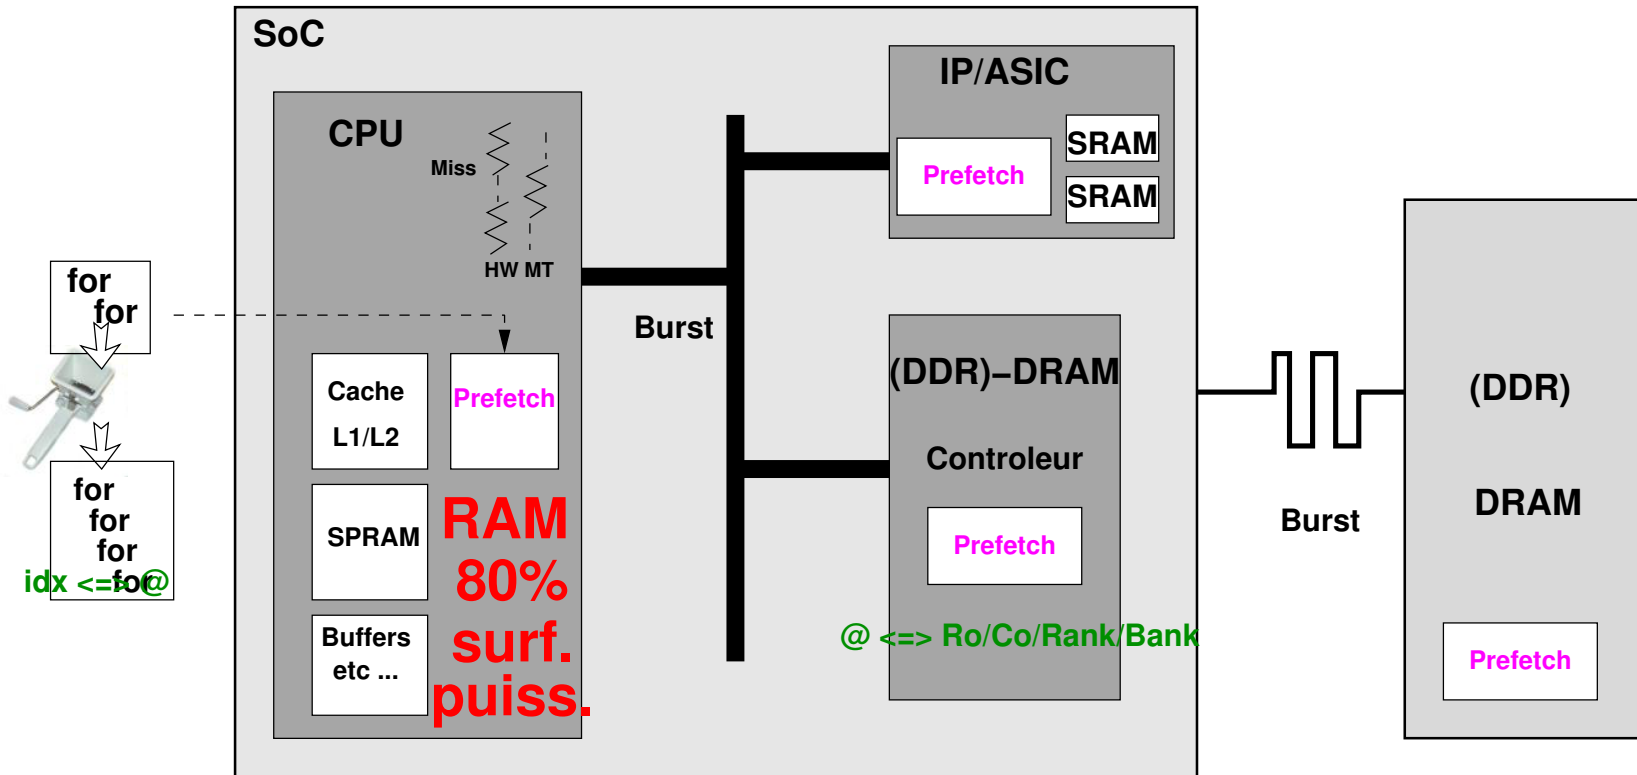 SoC
CPU
Miss
HW MT
IP/ASIC
Prefetch
SRAM
SRAM
for
for
for
for
for
for
idx <=> @
Burst
Cache
L1/L2
Prefetch
SPRAM
Buffers
etc ...
RAM
80%
surf.
puiss.
(DDR)–DRAM
Controleur
Prefetch
@ <=> Ro/Co/Rank/Bank
Burst
(DDR)
DRAM
Prefetch